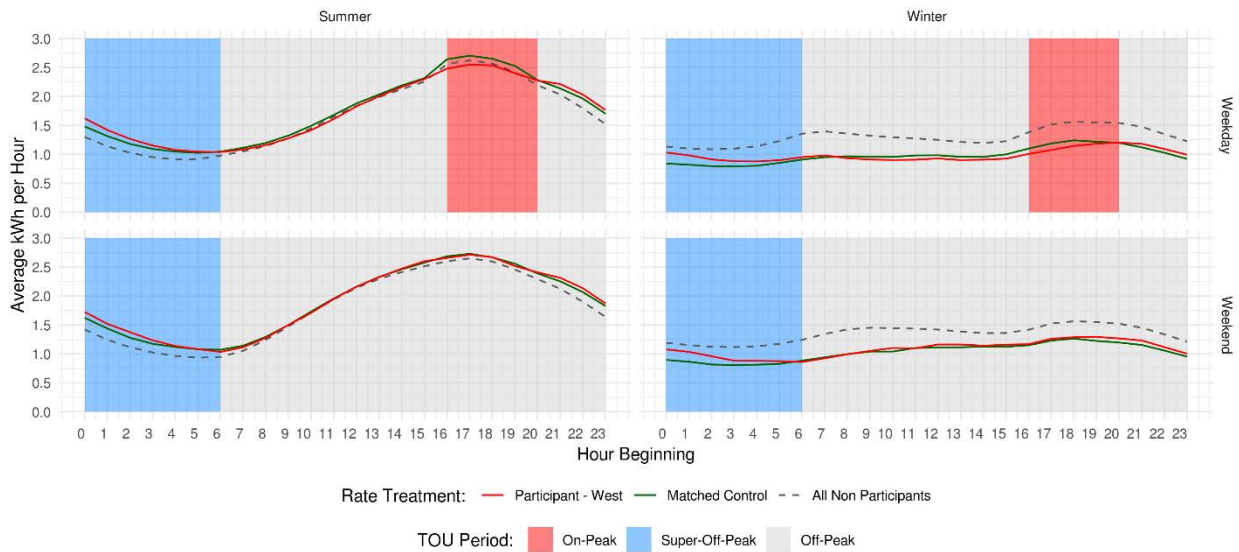 Summer
Winter
3.0
2.5
2.0
1.5
1.0
0.5
0.0
Weekday
3.0
2.5
2.0
1.5
1.0
0.5
0.0
Weekend
Average kWh per Hour
0 1 2 3 4 5 6 7 8 9 10 11 12 13 14 15 16 17 18 19 20 21 22 23
0 1 2 3 4 5 6 7 8 9 10 11 12 13 14 15 16 17 18 19 20 21 22 23
Hour Beginning
Rate Treatment: Participant - West Matched Control All Non Participants
TOU Period: On-Peak Super-Off-Peak Off-Peak